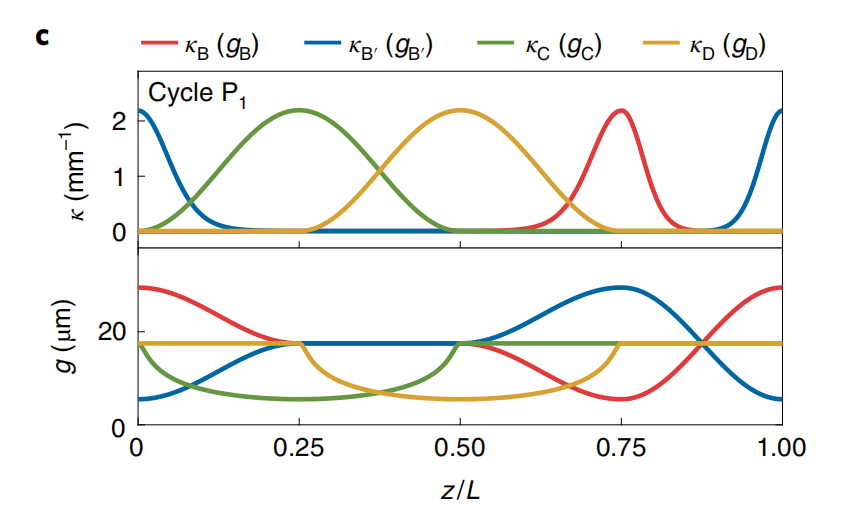 c
κB (gB) κB′ (gB′) κC (gC) κD (gD)
Cycle P1
κ (mm−1)
2
1
0
g (μm)
20
0
0 0.25 0.50 0.75 1.00
z/L